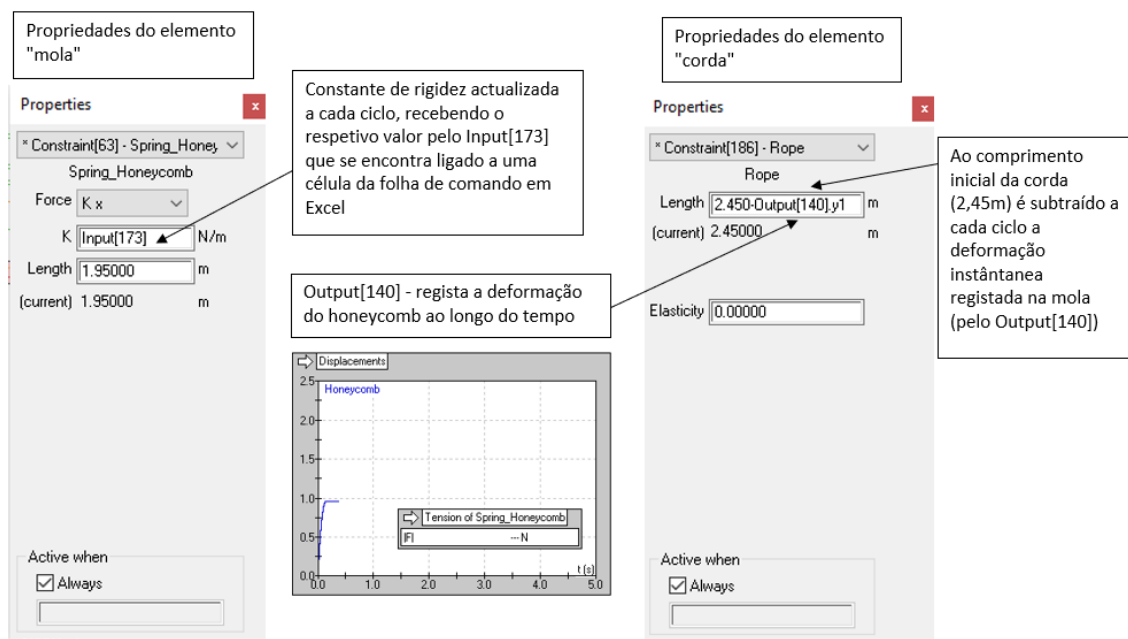 Propriedades do elemento
"mola"
Properties
x
* Constraint[63] - Spring_Honey
Spring_Honeycomb
Force K x
K Input[173] N/m
Length 1.95000 m
(current) 1.95000 m
Active when
Always
Constante de rigidez actualizada
a cada ciclo, recebendo o
respetivo valor pelo Input[173]
que se encontra ligado a uma
célula da folha de comando em
Excel
Output[140] - regista a deformação
do honeycomb ao longo do tempo
Displacements
Honeycomb
2.5
2.0
1.5
1.0
0.5
0.0
Tension of Spring_Honeycomb
|F| --- N
t (s)
0.0 1.0 2.0 3.0 4.0 5.0
Propriedades do elemento
"corda"
Properties
x
* Constraint[186] - Rope
Rope
Length 2.450-Output[140].y1 m
(current) 2.45000 m
Elasticity 0.00000
Active when
Always
Ao comprimento
inicial da corda
(2,45m) é subtraído a
cada ciclo a
deformação
instântanea
registada na mola
(pelo Output[140])